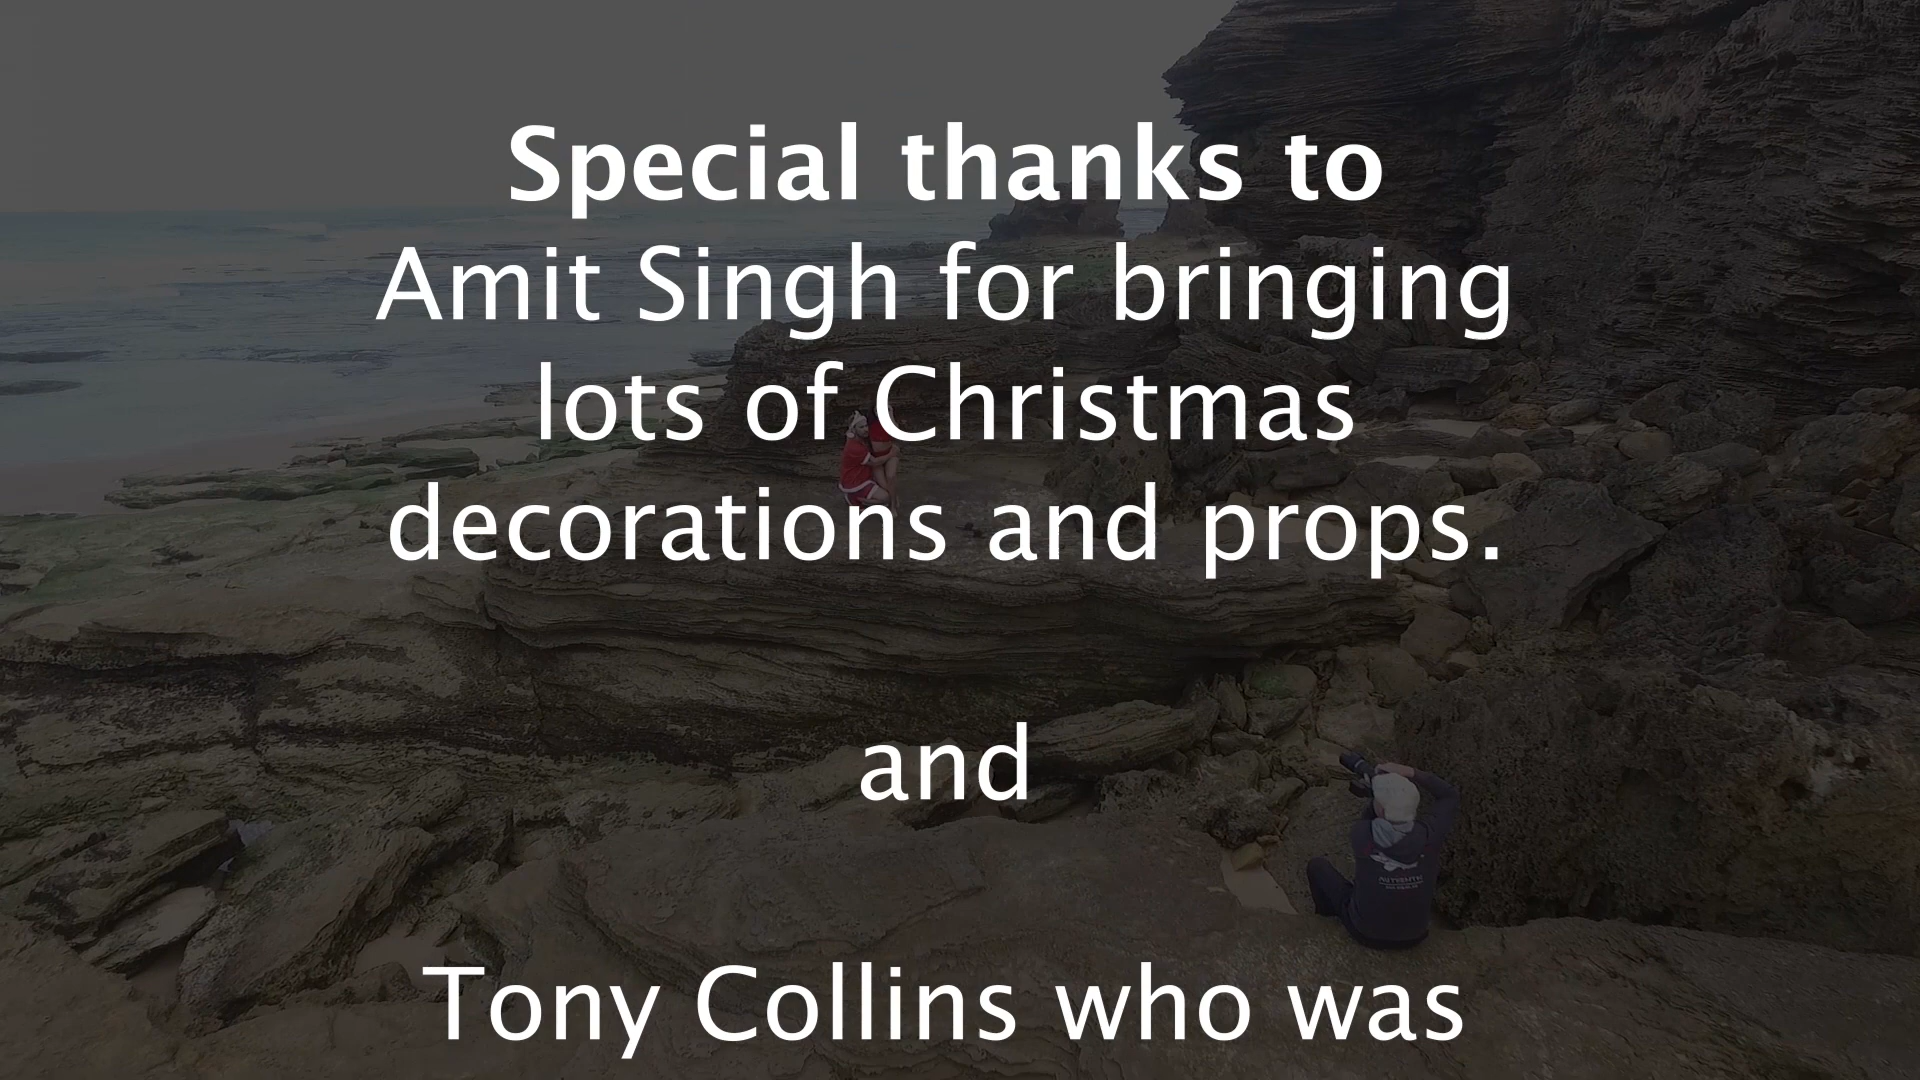 Special thanks to
Amit Singh for bringing
lots of Christmas
decorations and props.
and
Tony Collins who was